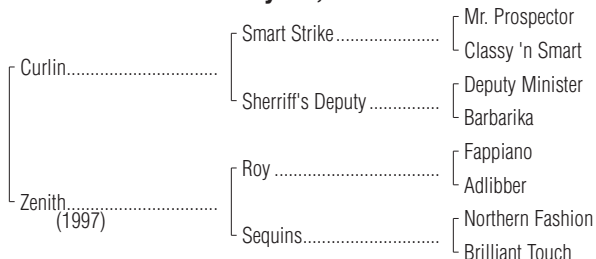 Mr. Prospector
Smart Strike
Classy 'n Smart
Curlin
Deputy Minister
Sherriff's Deputy
Barbarika
Fappiano
Roy
Adlibber
Zenith
(1997)
Northern Fashion
Sequins
Brilliant Touch